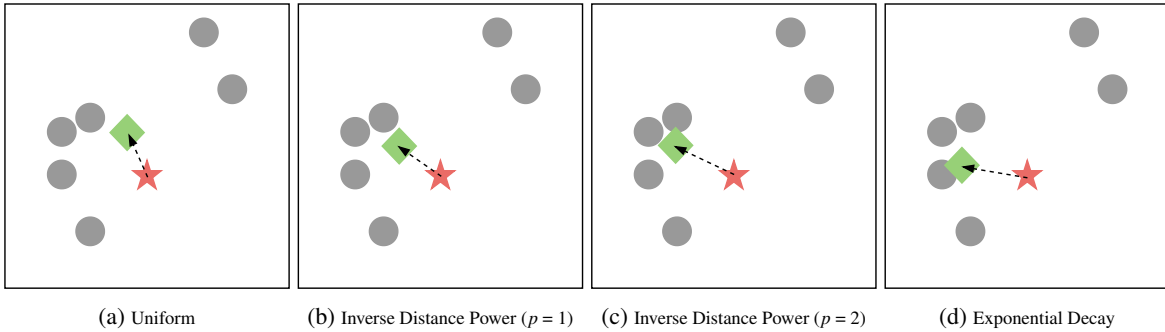 (a) Uniform
(b) Inverse Distance Power (p = 1)
(c) Inverse Distance Power (p = 2)
(d) Exponential Decay